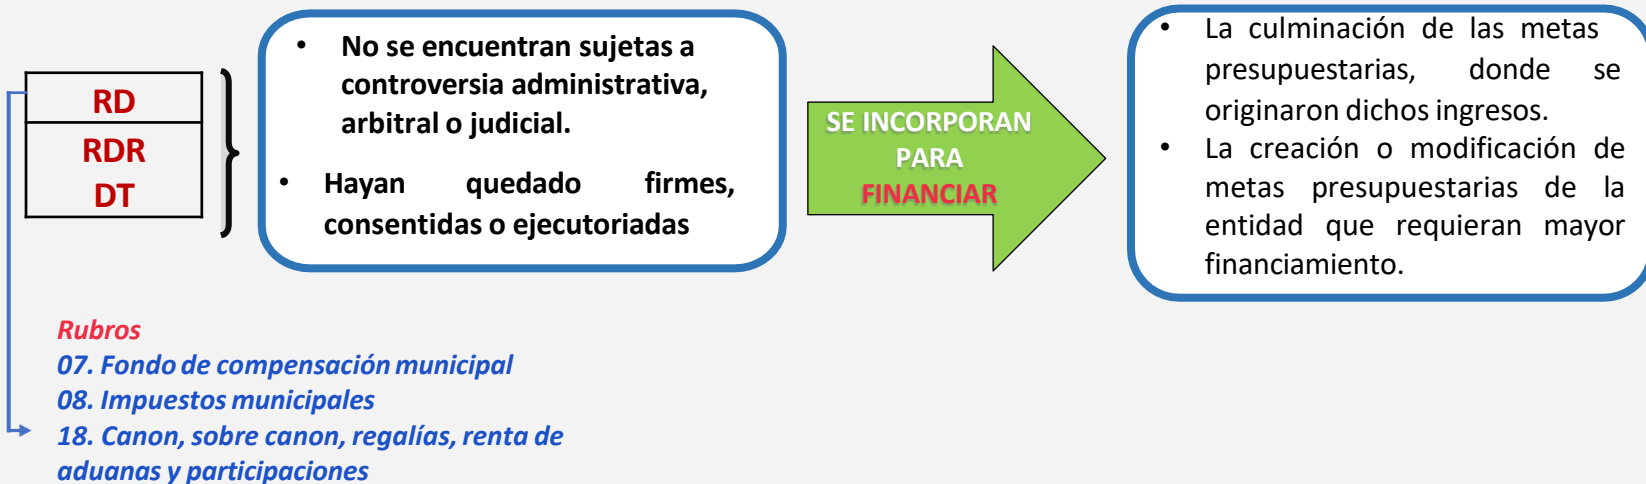 RD
RDR
DT
• No se encuentran sujetas a
controversia administrativa,
arbitral o judicial.
• Hayan quedado firmes,
consentidas o ejecutoriadas
SE INCORPORAN
PARA
FINANCIAR
• La culminación de las metas
presupuestarias, donde se
originaron dichos ingresos.
• La creación o modificación de
metas presupuestarias de la
entidad que requieran mayor
financiamiento.
Rubros
07. Fondo de compensación municipal
08. Impuestos municipales
18. Canon, sobre canon, regalías, renta de
aduanas y participaciones